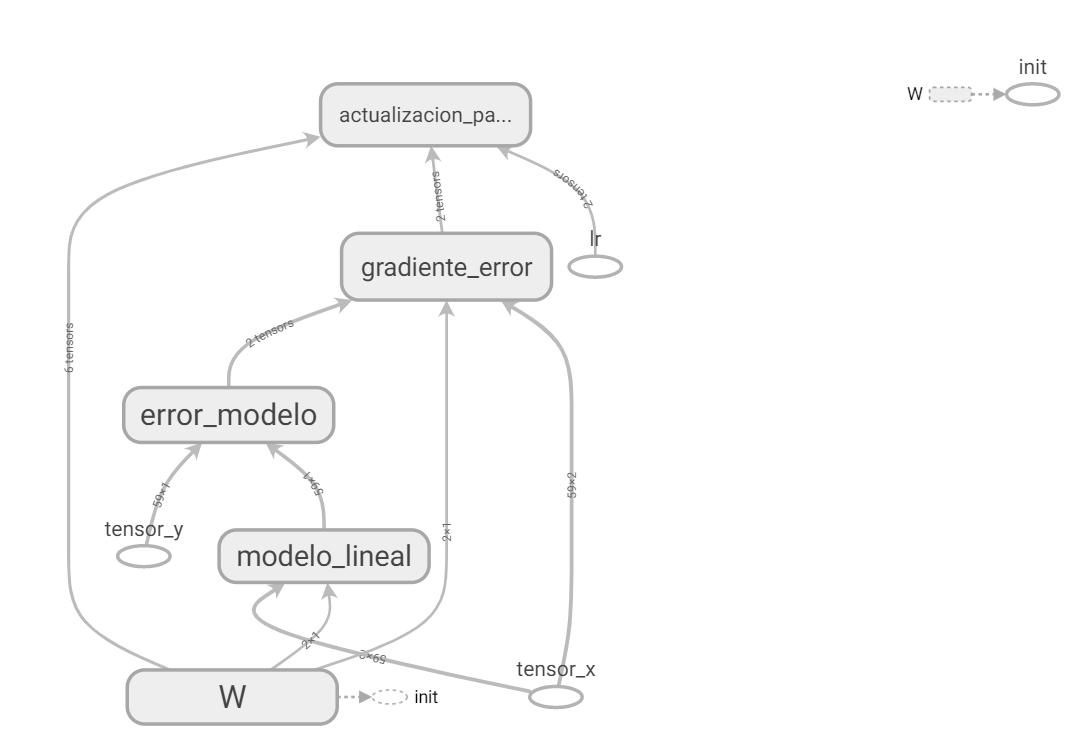 init
W
actualizacion_pa...
2 tensors
2 tensors
lr
gradiente_error
6 tensors
2 tensors
error_modelo
59×1
59×1
59×2
tensor_y
2×1
modelo_lineal
2×1
59×2
tensor_x
W
init